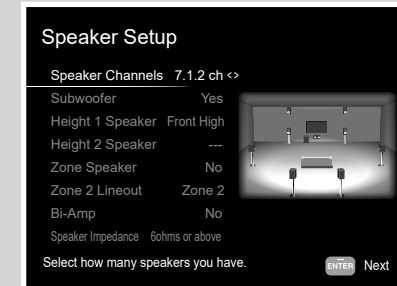 Speaker Setup
Speaker Channels 7.1.2 ch <>
Subwoofer Yes
Height 1 Speaker Front High
Height 2 Speaker ---
Zone Speaker No
Zone 2 Lineout Zone 2
Bi-Amp No
Speaker Impedance 6ohms or above
Select how many speakers you have.
ENTER Next